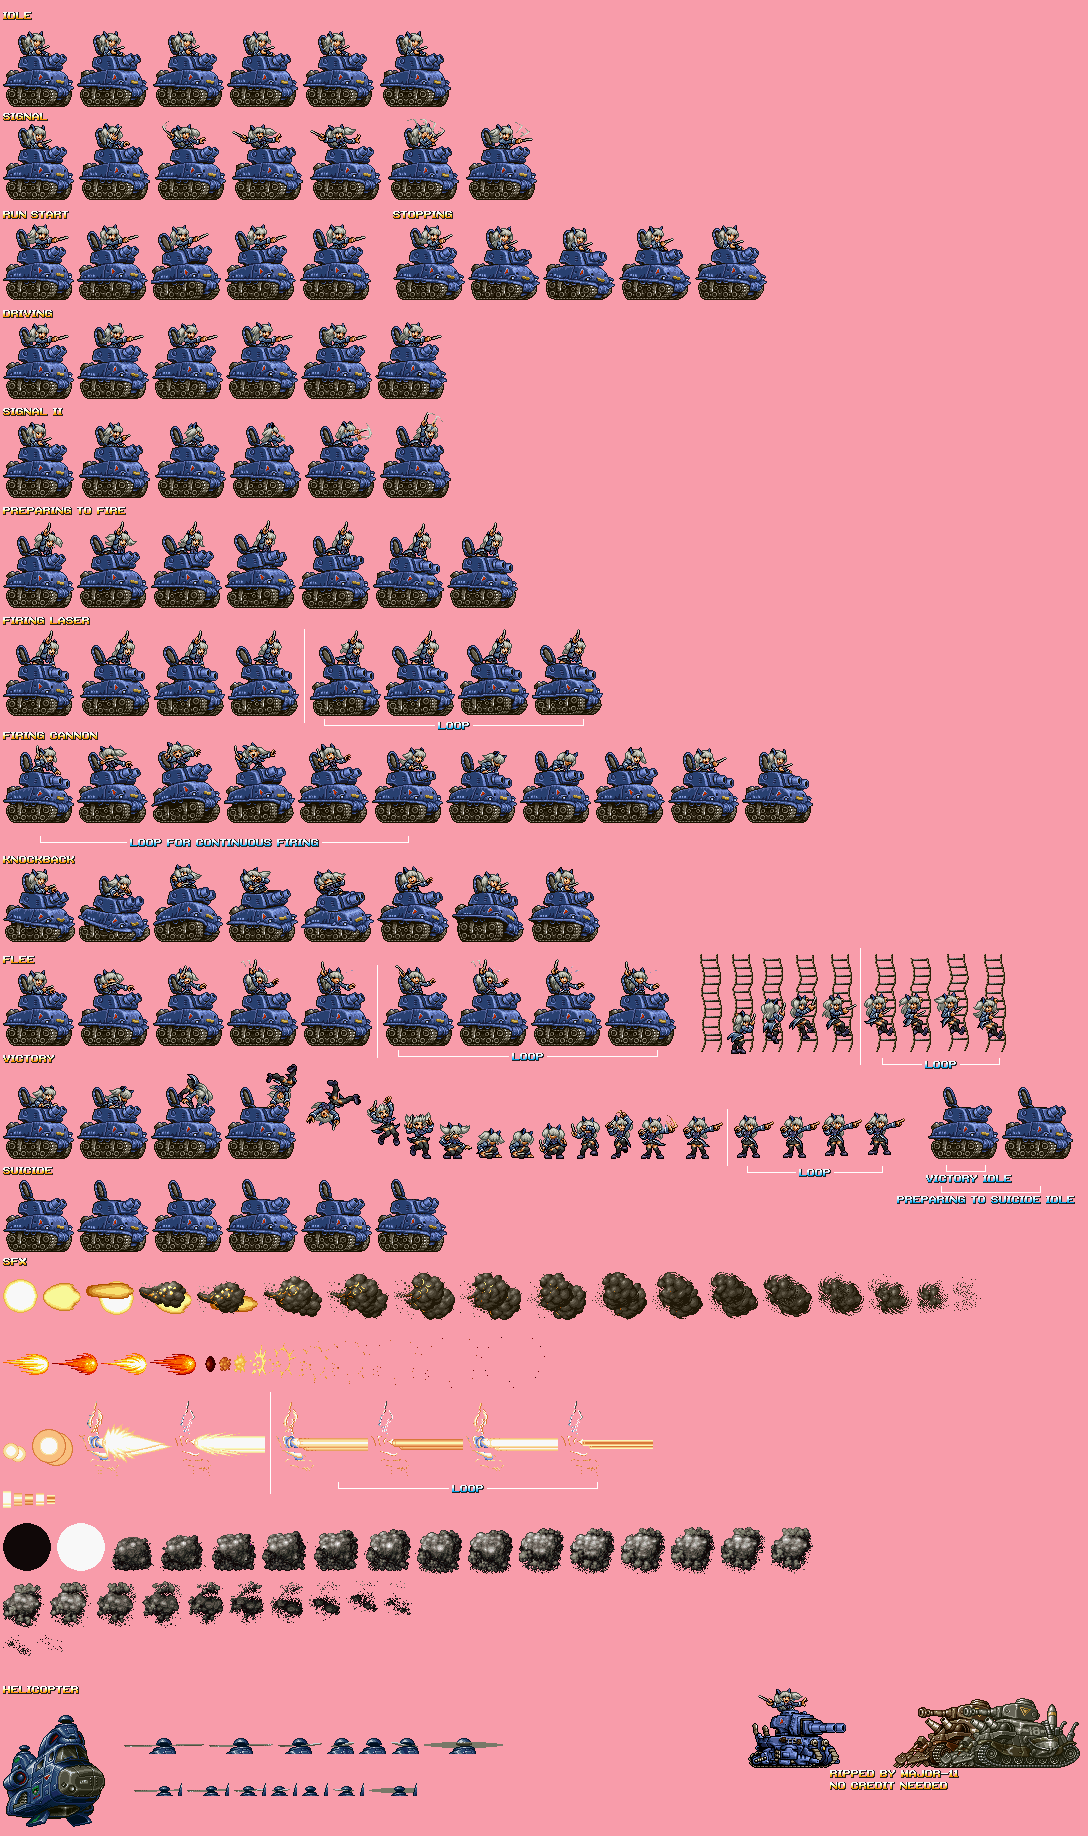 IDLE
SIGNAL
RUN START
STOPPING
DRIVING
SIGNAL II
PREPARING TO FIRE
FIRING LASER
LOOP
FIRING CANNON
LOOP FOR CONTINUOUS FIRING
KNOCKBACK
FLEE
LOOP
LOOP
VICTORY
LOOP
VICTORY IDLE
PREPARING TO SUICIDE IDLE
SUICIDE
SFX
LOOP
HELICOPTER
RIPPED BY MAJOR-11
NO CREDIT NEEDED